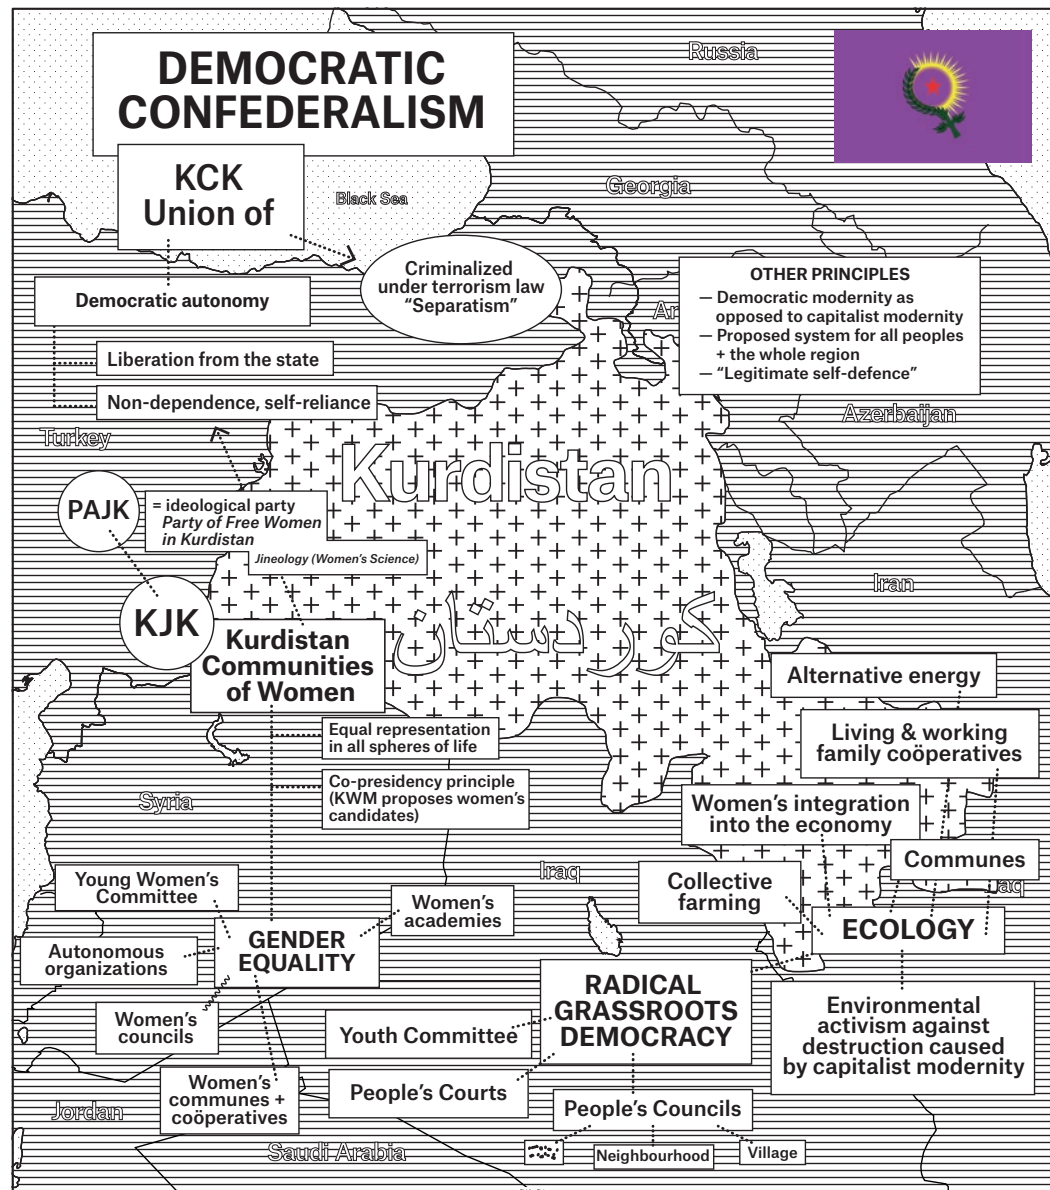 DEMOCRATIC
CONFEDERALISM
Russia
KCK
Union of
Black Sea
Georgia
Criminalized
under terrorism law
“Separatism”
OTHER PRINCIPLES
— Democratic modernity as
opposed to capitalist modernity
— Proposed system for all peoples
+ the whole region
— “Legitimate self-defence”
Ar
Democratic autonomy
Liberation from the state
Non-dependence, self-reliance
Azerbaijan
Turkey
Kurdistan
PAJK
= ideological party
Party of Free Women
in Kurdistan
Jineology (Women’s Science)
Iran
KJK
Kurdistan
Communities
of Women
كوردستان
Alternative energy
Living & working
family coöperatives
Equal representation
in all spheres of life
Co-presidency principle
(KWM proposes women’s
candidates)
Syria
Women’s integration
into the economy
Communes
Iraq
aq
Collective
farming
Young Women’s
Committee
Women’s
academies
ECOLOGY
GENDER
EQUALITY
Autonomous
organizations
RADICAL
GRASSROOTS
DEMOCRACY
Environmental
activism against
destruction caused
by capitalist modernity
Women’s
councils
Youth Committee
Women’s
communes +
coöperatives
People’s Courts
People’s Councils
Jordan
Saudi Arabia
Neighbourhood
Village